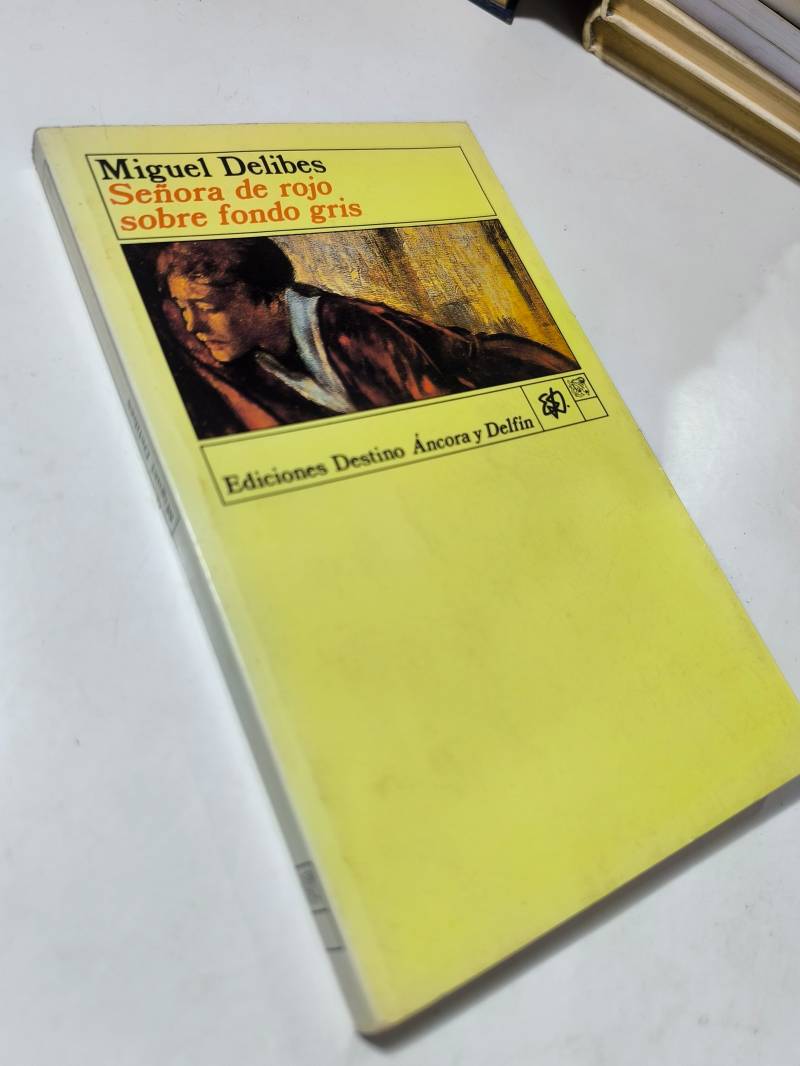 Miguel Delibes
Señora de rojo
sobre fondo gris
Ediciones Destino Áncora y Delfín